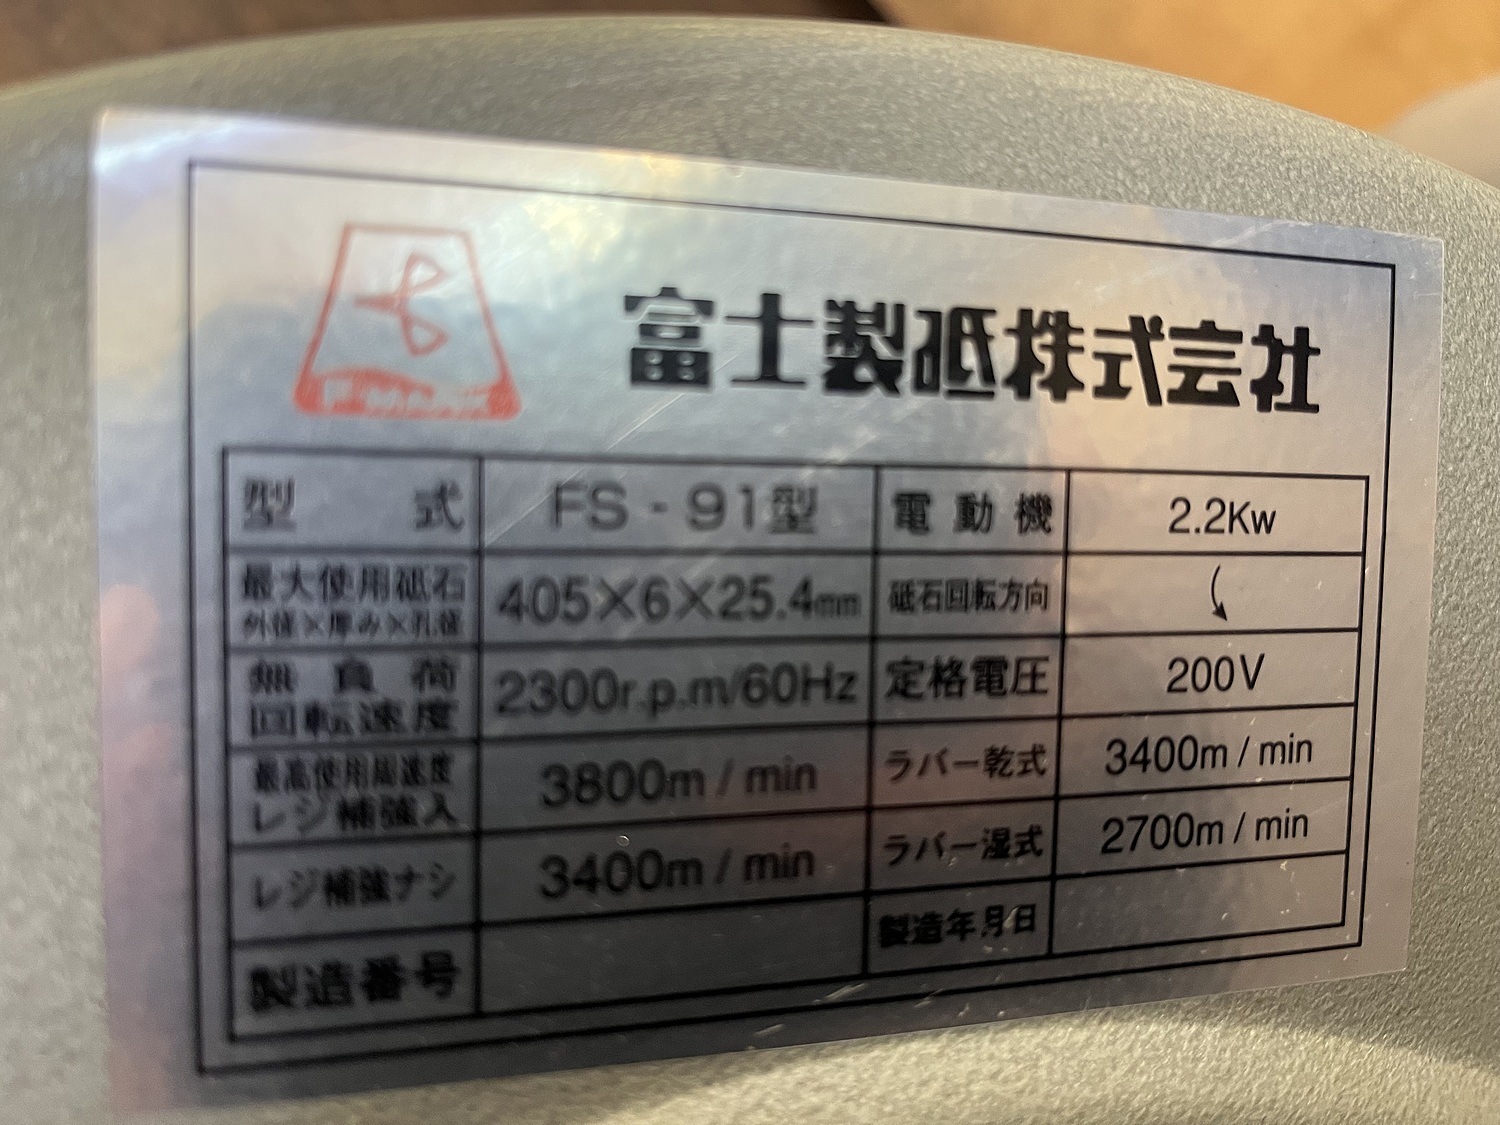 F MARK
富士製砥株式会社
型式 FS - 91型 電動機 2.2Kw
最大使用砥石 405×6×25.4mm 砥石回転方向
外径×厚み×孔径
無負荷 2300r.p.m/60Hz 定格電圧 200V
回転速度
最高使用周速度 3800m / min ラバー乾式 3400m / min
レジ補強入
レジ補強ナシ 3400m / min ラバー湿式 2700m / min
製造番号 製造年月日